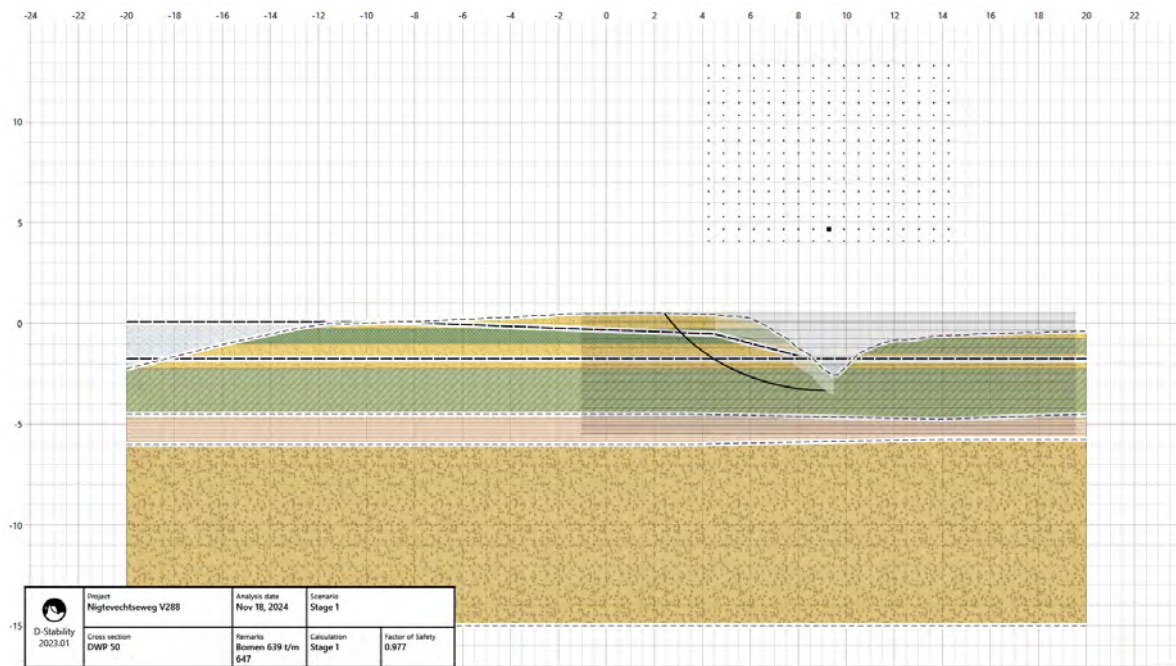 -24 -22 -20 -18 -16 -14 -12 -10 -8 -6 -4 -2 0 2 4 6 8 10 12 14 16 18 20 22
10
5
0
-5
-10
-15
D-Stability
2023.01
Project
Nigtevechtseweg V288
Analysis date
Nov 18, 2024
Scenario
Stage 1
Cross section
DWP 50
Remarks
Bomen 639 t/m
647
Calculation
Stage 1
Factor of Safety
0.977